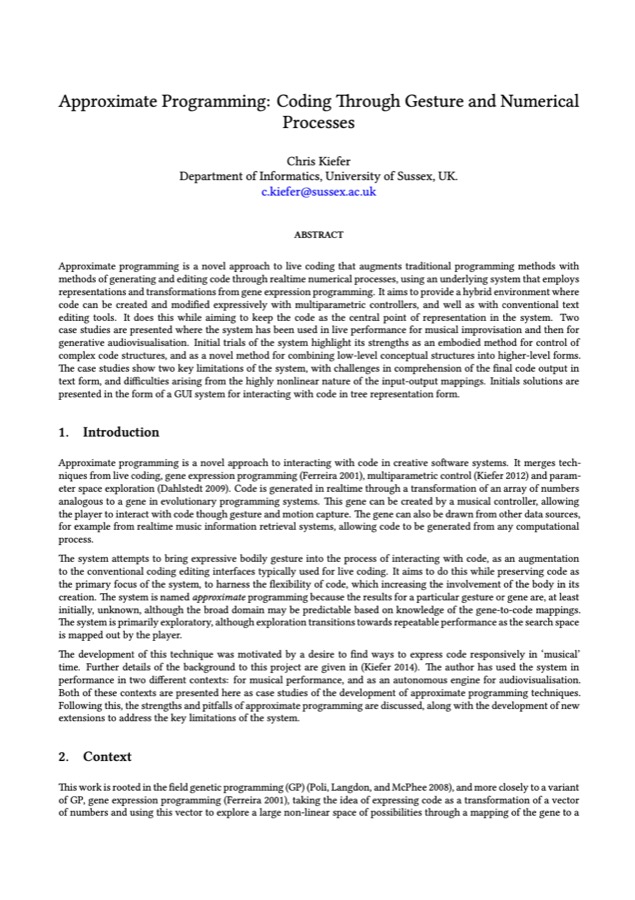 Approximate Programming: Coding Through Gesture and Numerical
Processes
Chris Kiefer
Department of Informatics, University of Sussex, UK.
c.kiefer@sussex.ac.uk
ABSTRACT
Approximate programming is a novel approach to live coding that augments traditional programming methods with
methods of generating and editing code through realtime numerical processes, using an underlying system that employs
representations and transformations from gene expression programming. It aims to provide a hybrid environment where
code can be created and modified expressively with multiparametric controllers, as well as with conventional text
editing tools. It does this while aiming to keep the code as the central point of representation in the system. Two
case studies are presented where the system has been used in live performance for musical improvisation and then for
generative audiovisualisation. Initial trials of the system highlight its strengths as an embodied method for control of
complex code structures, and as a novel method for combining low-level conceptual structures into higher-level forms.
The case studies show two key limitations of the system, with challenges in comprehension of the final code output in
text form, and difficulties arising from the highly nonlinear nature of the input-output mappings. Initials solutions are
presented in the form of a GUI system for interacting with code in tree representation form.
1. Introduction
Approximate programming is a novel approach to interacting with code in creative software systems. It merges tech-
niques from live coding, gene expression programming (Ferreira 2001), multiparametric control (Kiefer 2012) and param-
eter space exploration (Dahlstedt 2009). Code is generated in realtime through a transformation of an array of numbers
analogous to a gene in evolutionary programming systems. This gene can be created by a musical controller, allowing
the player to interact with code though gesture and motion capture. The gene can also be drawn from other data sources,
for example from realtime music information retrieval systems, allowing code to be generated from any computational
process.
The system attempts to bring expressive bodily gesture into the process of interacting with code, as an augmentation
to the conventional coding editing interfaces typically used for live coding. It aims to do this while preserving code as
the primary focus of the system, to harness the flexibility of code, which increasing the involvement of the body in its
creation. The system is named approximate programming because the results for a particular gesture or gene are, at least
initially, unknown, although the broad domain may be predictable based on knowledge of the gene-to-code mappings.
The system is primarily exploratory, although exploration transitions towards repeatable performance as the search space
is mapped out by the player.
The development of this technique was motivated by a desire to find ways to express code responsively in ‘musical’
time. Further details of the background to this project are given in (Kiefer 2014). The author has used the system in
performance in two different contexts: for musical performance, and as an autonomous engine for audiovisualisation.
Both of these contexts are presented here as case studies of the development of approximate programming techniques.
Following this, the strengths and pitfalls of approximate programming are discussed, along with the development of new
extensions to address the key limitations of the system.
2. Context
This work is rooted in the field genetic programming (GP) (Poli, Langdon, and McPhee 2008), and more closely to a variant
of GP, gene expression programming (Ferreira 2001), taking the idea of expressing code as a transformation of a vector
of numbers and using this vector to explore a large non-linear space of possibilities through a mapping of the gene to a